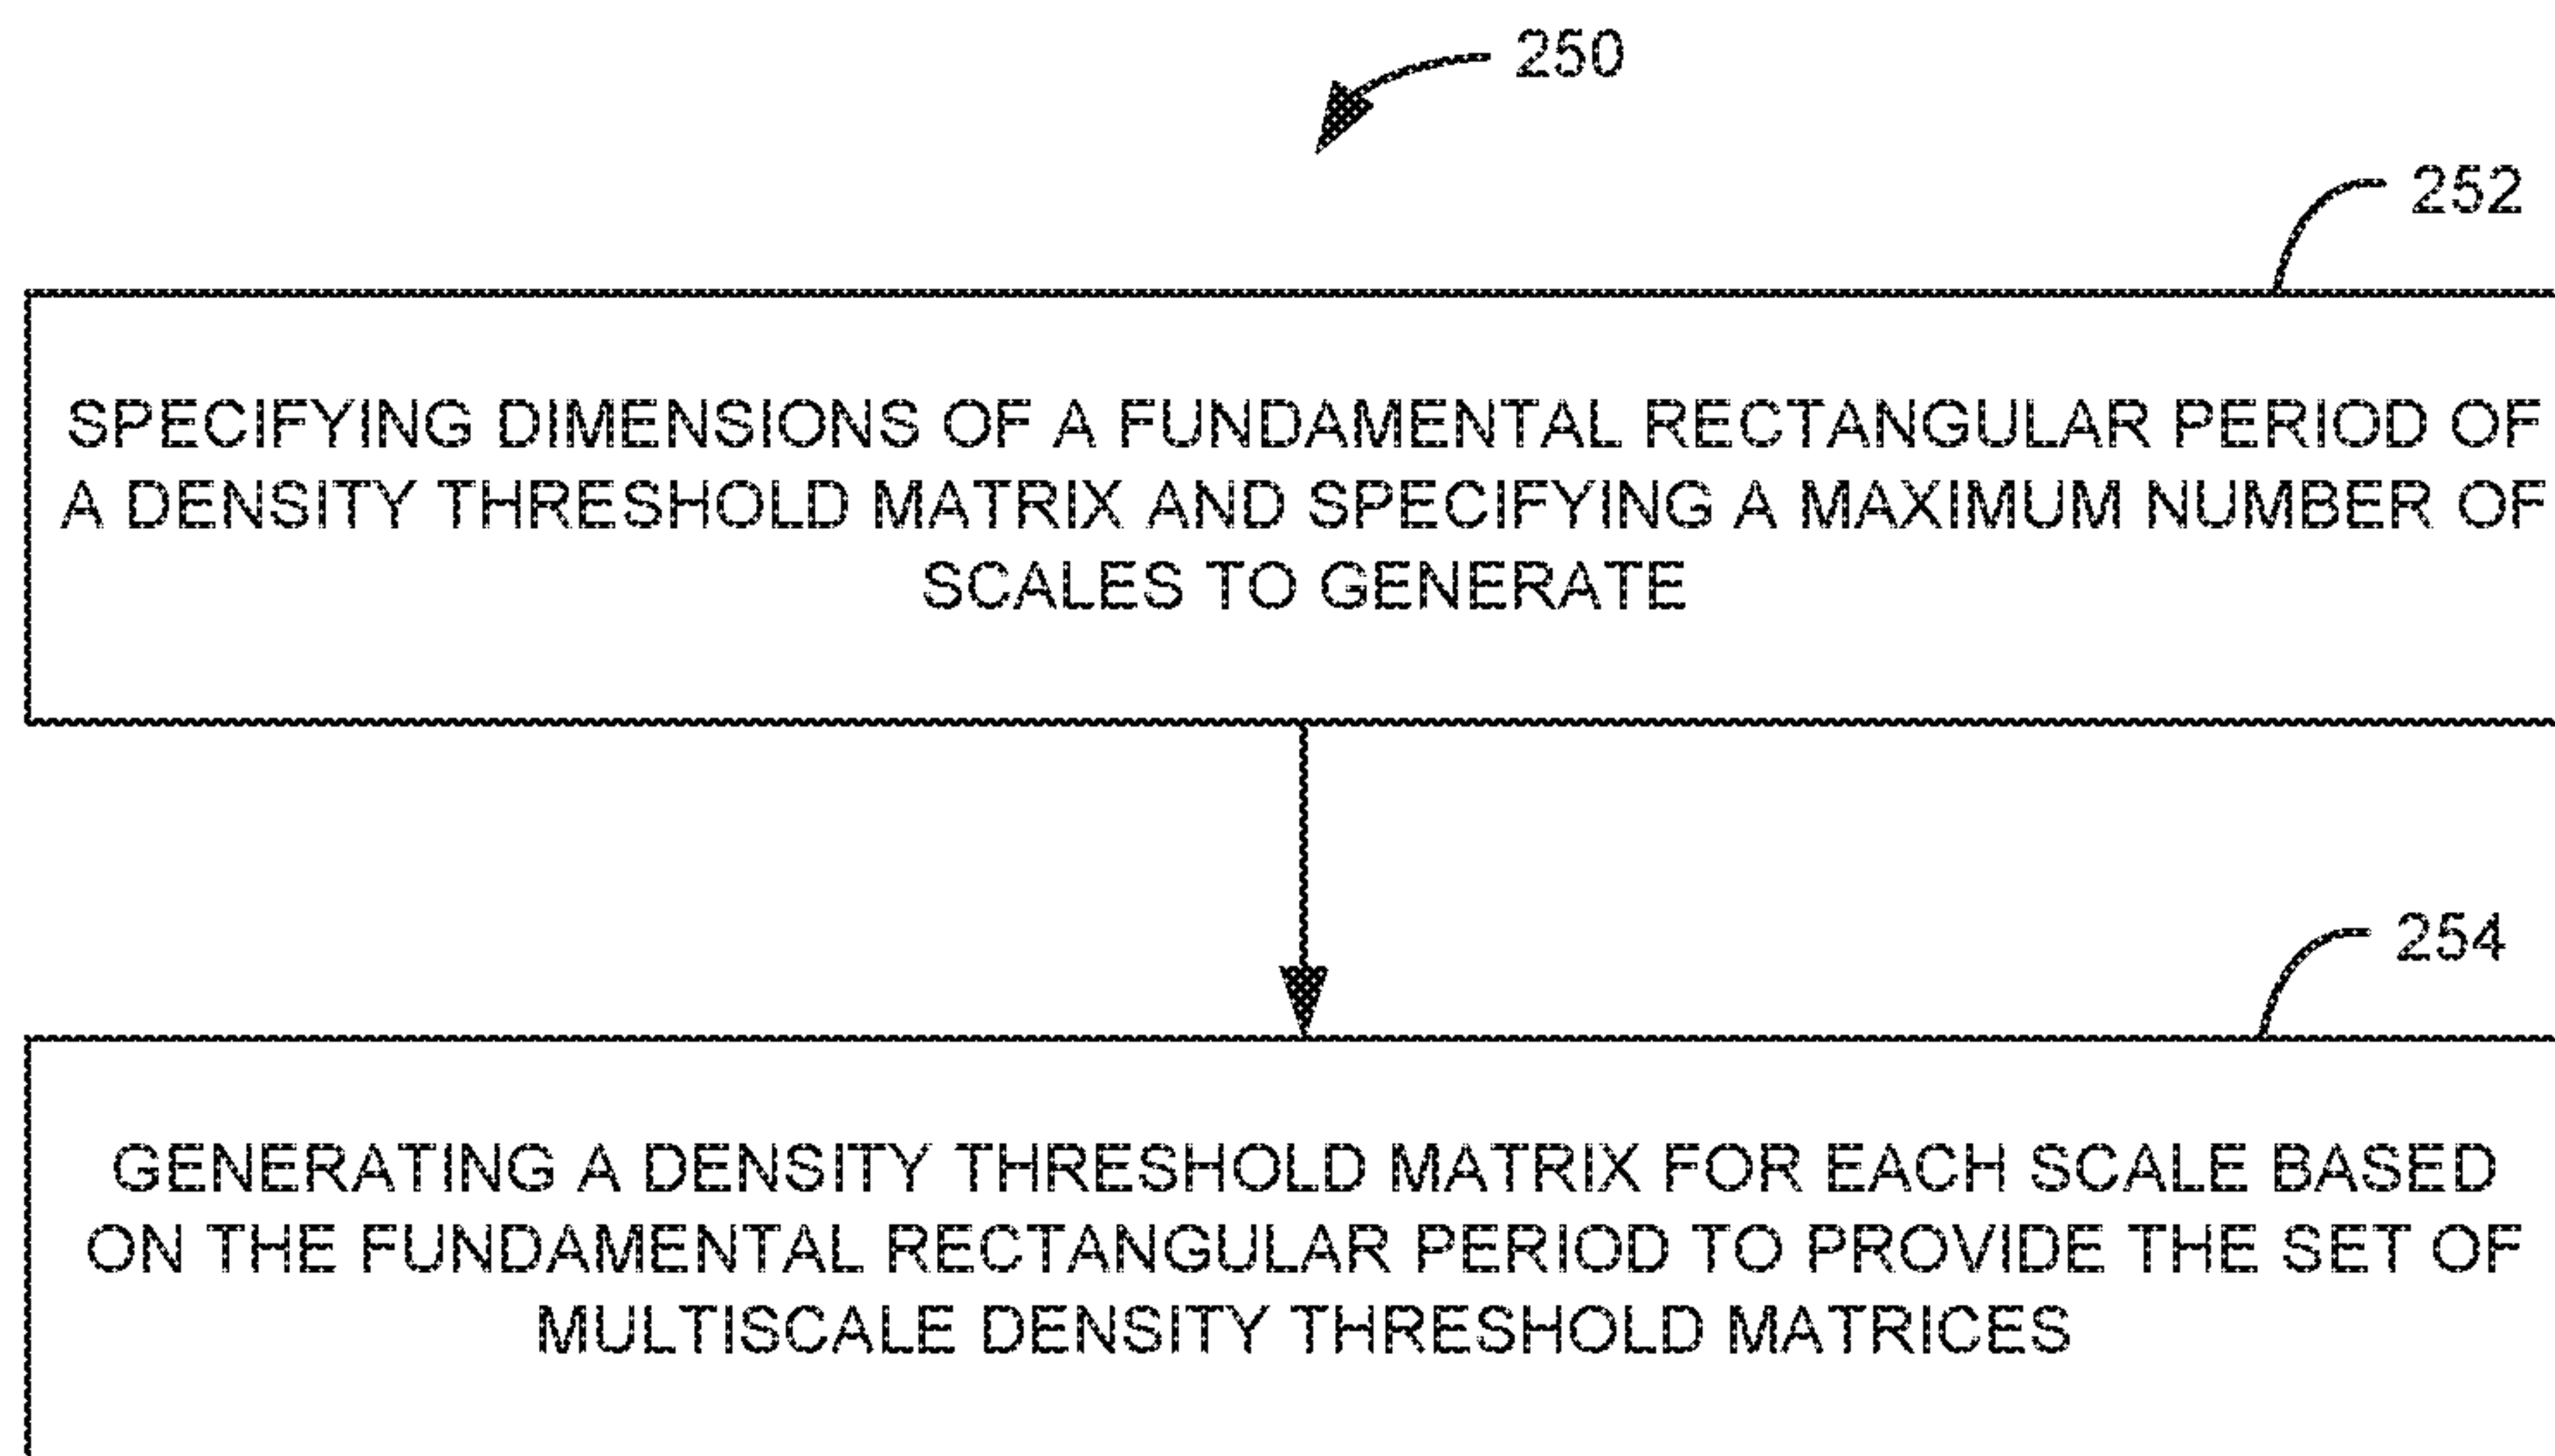 250
252
SPECIFYING DIMENSIONS OF A FUNDAMENTAL RECTANGULAR PERIOD OF
A DENSITY THRESHOLD MATRIX AND SPECIFYING A MAXIMUM NUMBER OF
SCALES TO GENERATE
254
GENERATING A DENSITY THRESHOLD MATRIX FOR EACH SCALE BASED
ON THE FUNDAMENTAL RECTANGULAR PERIOD TO PROVIDE THE SET OF
MULTISCALE DENSITY THRESHOLD MATRICES